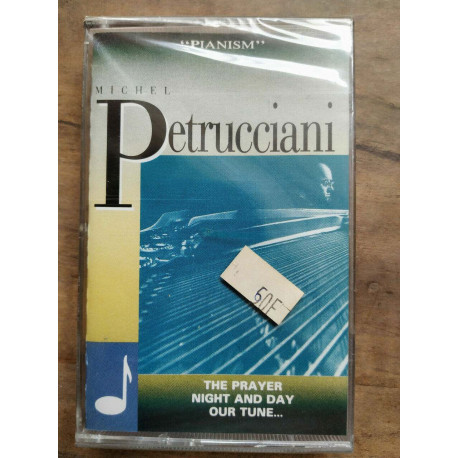 "PIANISM"
MICHEL
Petrucciani
50F
THE PRAYER
NIGHT AND DAY
OUR TUNE...